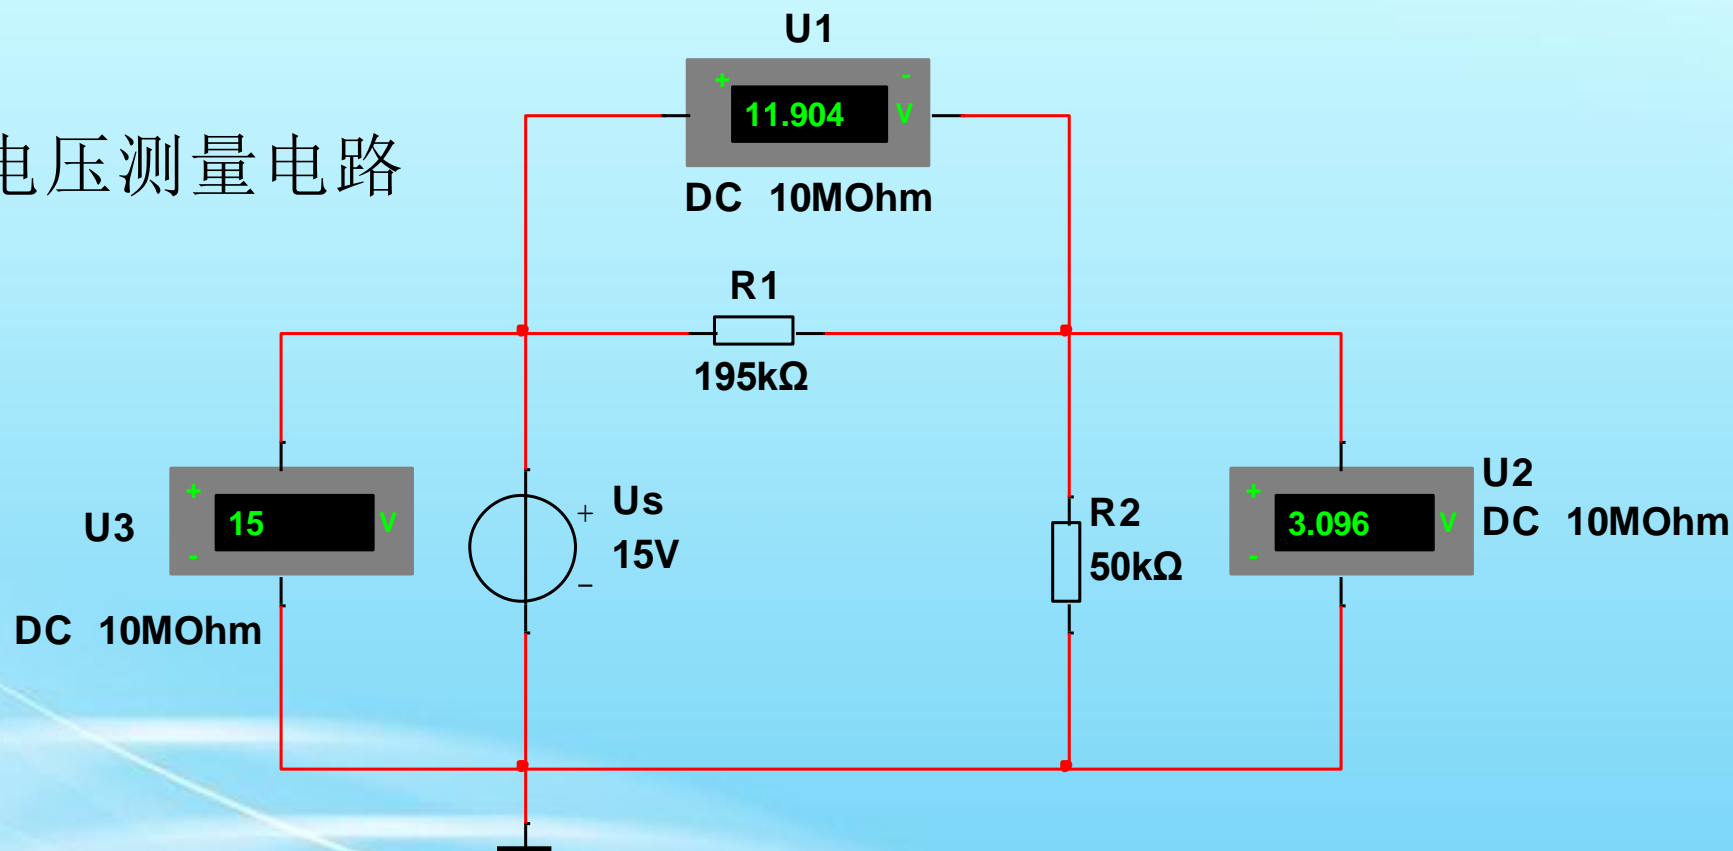 U1
+ -
11.904 V
DC 10MOhm
电压测量电路
R1
195kΩ
U3
+
15 V
-
DC 10MOhm
+
Us
15V
−
R2
50kΩ
+
3.096 V
-
U2
DC 10MOhm